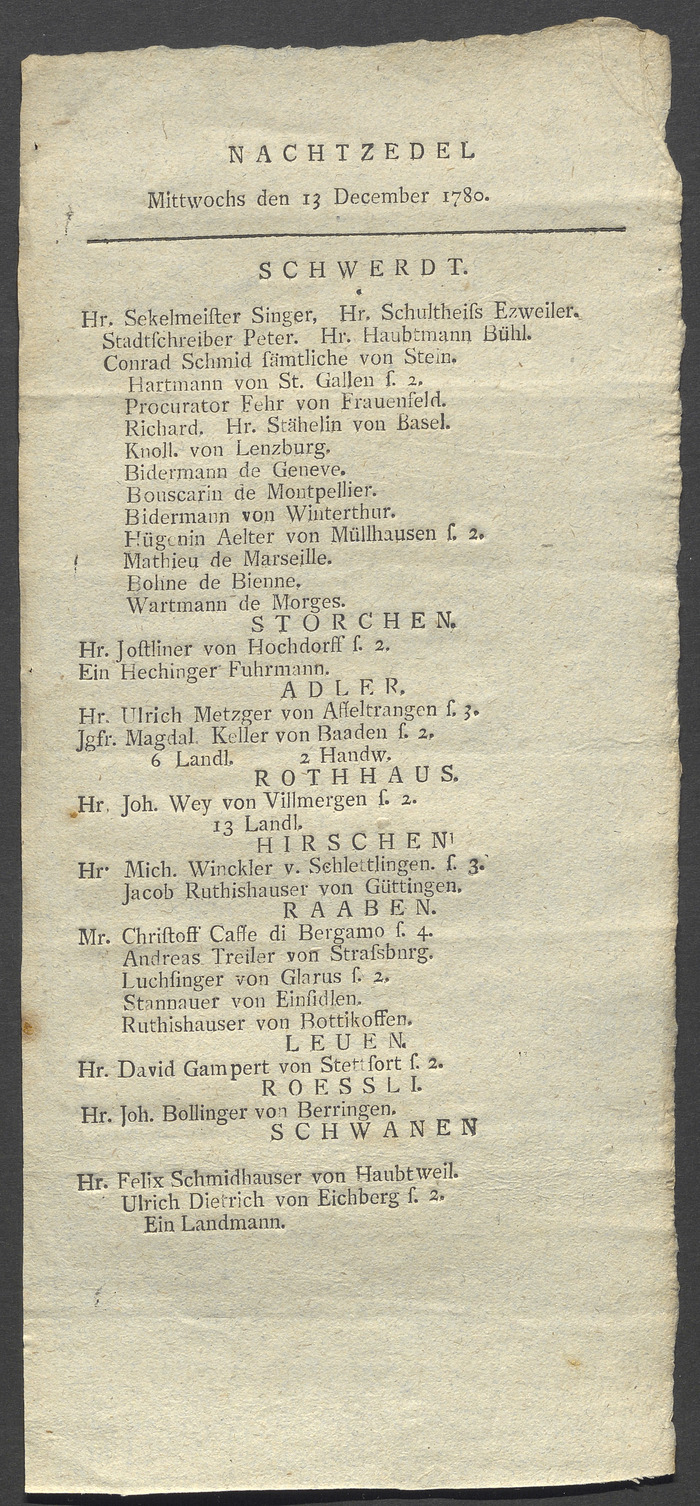 NACHTZEDEL
Mittwochs den 13 December 1780.
SCHWERDT.
Hr. Sekelmeiſter Singer, Hr. Schultheiſs Ezweiler.
Stadtſchreiber Peter. Hr. Haubtmann Bühl.
Conrad Schmid ſämtliche von Stein.
Hartmann von St. Gallen ſ. 2.
Procurator Fehr von Frauenfeld.
Richard. Hr. Stähelin von Basel.
Knoll. von Lenzburg.
Bidermann de Geneve.
Bouscarin de Montpellier.
Bidermann von Winterthur.
Hügenin Aelter von Müllhausen ſ. 2.
Mathieu de Marseille.
Bohne de Bienne.
Wartmann de Morges.
STORCHEN.
Hr. Joſtliner von Hochdorff ſ. 2.
Ein Hechinger Fuhrmann.
ADLER.
Hr. Ulrich Metzger von Affeltrangen ſ. 3.
Jgfr. Magdal. Keller von Baaden ſ. 2.
6 Landl. 2 Handw.
ROTHHAUS.
Hr. Joh. Wey von Villmergen ſ. 2.
13 Landl.
HIRSCHEN
Hr. Mich. Winckler v. Schlettlingen. ſ. 3.
Jacob Ruthishauser von Güttingen.
RAABEN.
Mr. Chriſtoff Caſſe di Bergamo ſ. 4.
Andreas Treiler von Straſsburg.
Luchſinger von Glarus ſ. 2.
Stannauer von Einſidlen.
Ruthishauser von Bottikoffen.
LEUEN.
Hr. David Gampert von Stettfort ſ. 2.
ROESSLI.
Hr. Joh. Bollinger von Berringen.
SCHWANEN
Hr. Felix Schmidhauser von Haubtweil.
Ulrich Dietrich von Eichberg ſ. 2.
Ein Landmann.